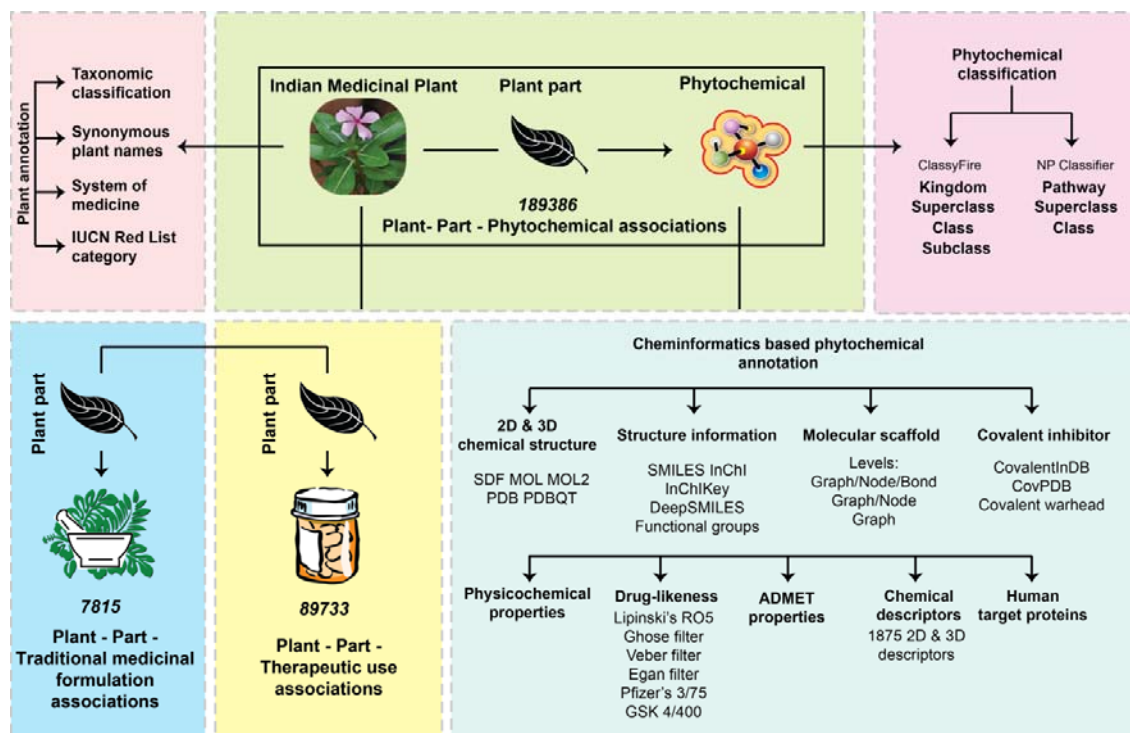 Plant annotation
Taxonomic
classification
Synonymous
plant names
System of
medicine
IUCN Red List
category
Indian Medicinal Plant
Plant part
Phytochemical
189386
Plant- Part - Phytochemical associations
Phytochemical
classification
ClassyFire
Kingdom
Superclass
Class
Subclass
NP Classifier
Pathway
Superclass
Class
Plant part
7815
Plant - Part -
Traditional medicinal
formulation
associations
Plant part
89733
Plant - Part -
Therapeutic use
associations
Cheminformatics based phytochemical
annotation
2D & 3D
chemical structure
SDF MOL MOL2
PDB PDBQT
Structure information
SMILES InChI
InChIKey
DeepSMILES
Functional groups
Molecular scaffold
Levels:
Graph/Node/Bond
Graph/Node
Graph
Covalent inhibitor
CovalentInDB
CovPDB
Covalent warhead
Physicochemical
properties
Drug-likeness
Lipinski's RO5
Ghose filter
Veber filter
Egan filter
Pfizer's 3/75
GSK 4/400
ADMET
properties
Chemical
descriptors
1875 2D & 3D
descriptors
Human
target proteins